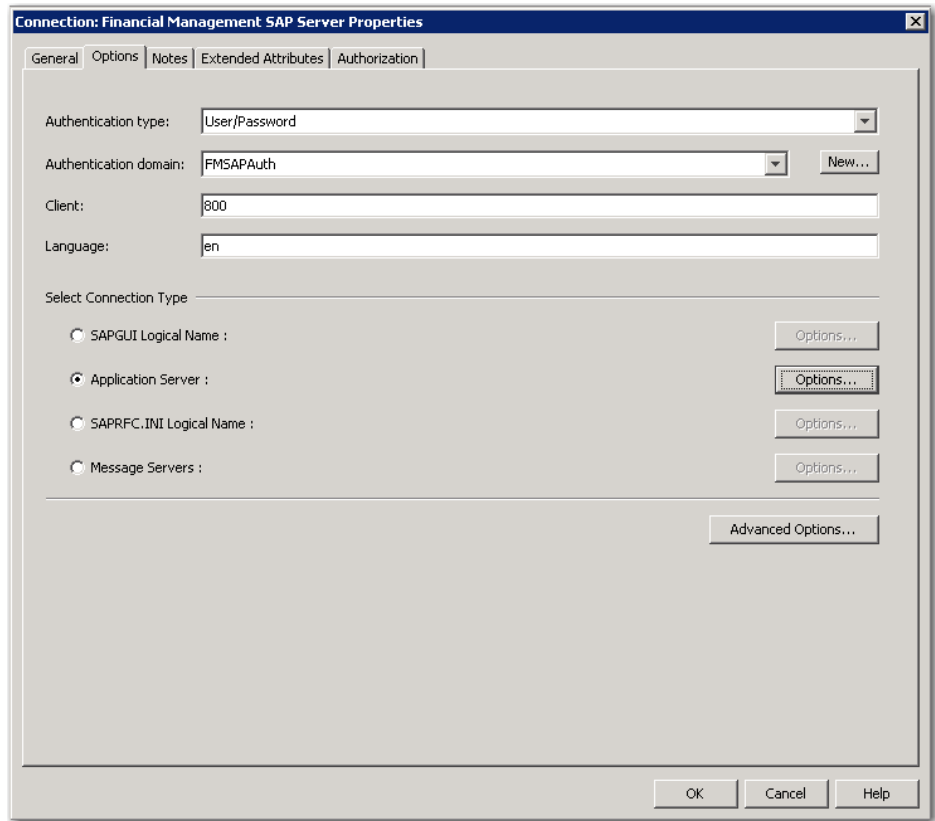 Connection: Financial Management SAP Server Properties
General Options Notes Extended Attributes Authorization
Authentication type: User/Password
Authentication domain: FMSAPAuth New...
Client: 800
Language: en
Select Connection Type
SAPGUI Logical Name : Options...
Application Server : Options...
SAPRFC.INI Logical Name : Options...
Message Servers : Options...
Advanced Options...
OK Cancel Help